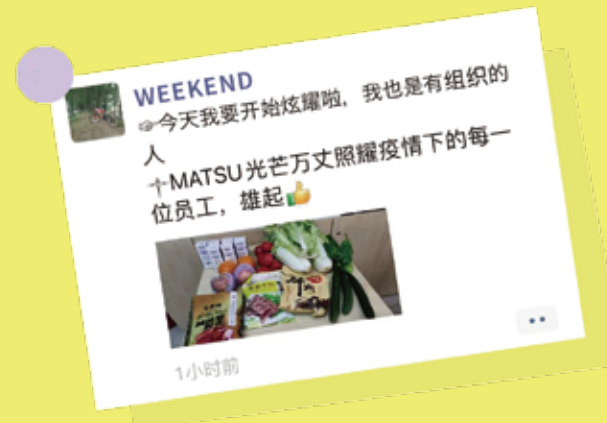 WEEKEND
☞今天我要开始炫耀啦，我也是有组织的
人
十MATSU光芒万丈照耀疫情下的每一
位员工，雄起👍
1小时前